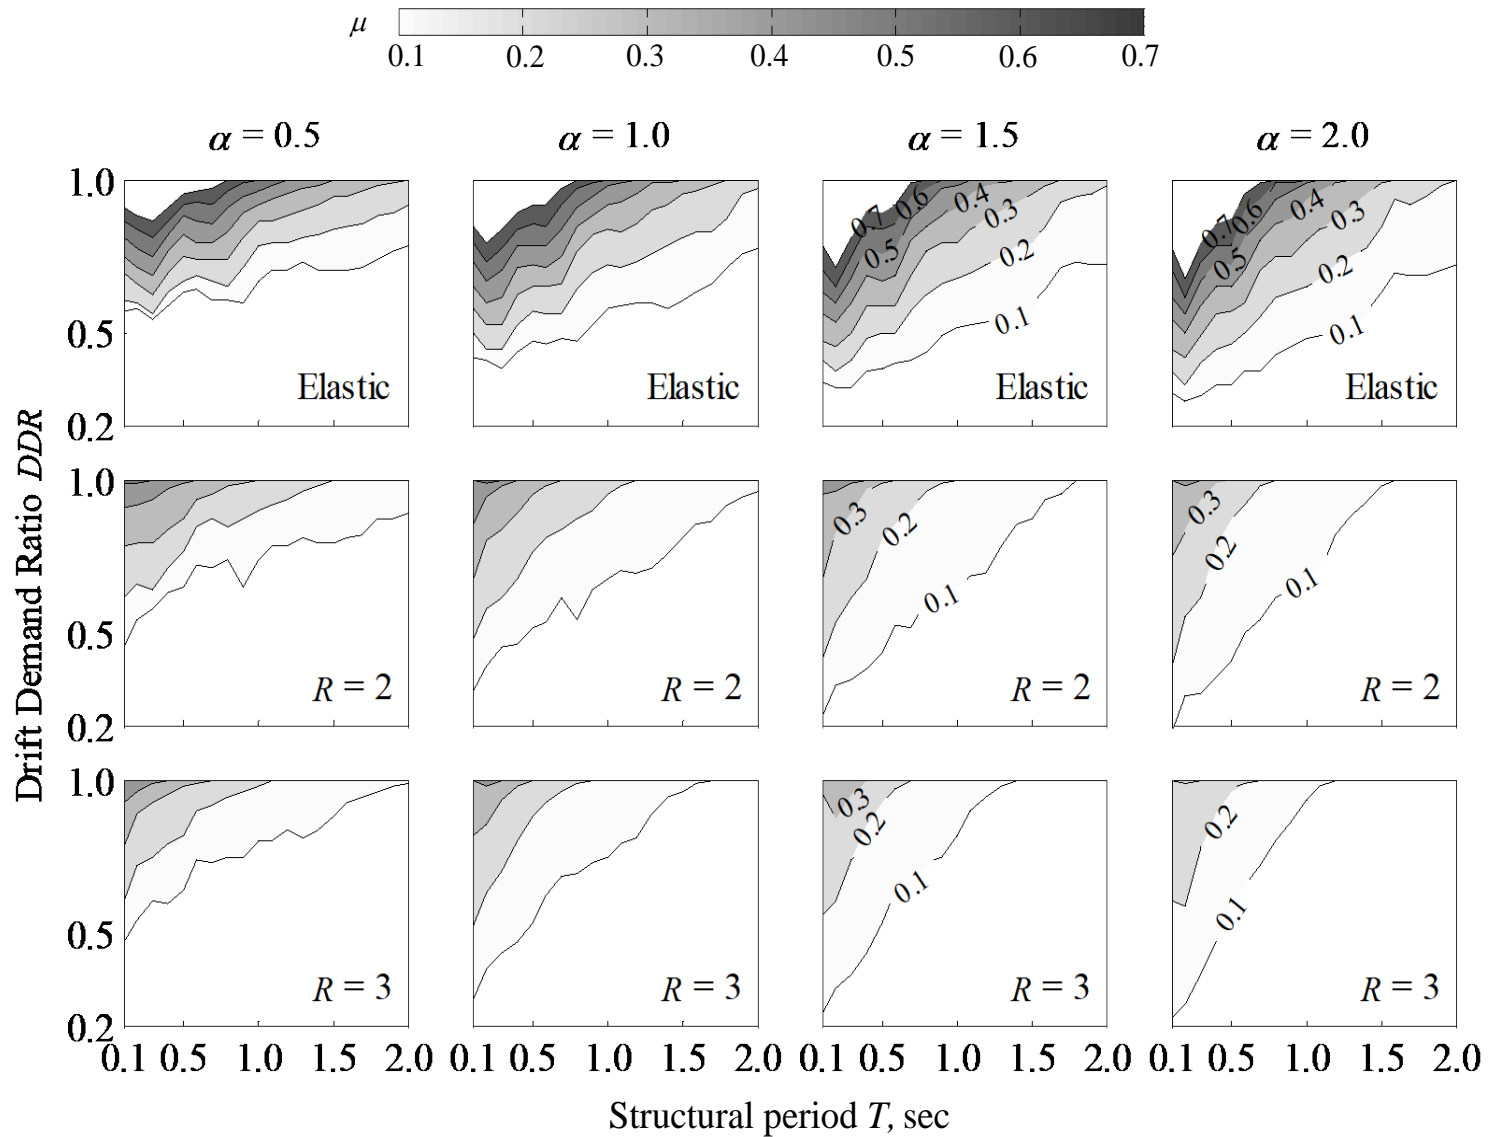 μ
0.1 0.2 0.3 0.4 0.5 0.6 0.7
α = 0.5 α = 1.0 α = 1.5 α = 2.0
Drift Demand Ratio DDR
1.0
0.5
0.2
Elastic
Elastic
0.7 0.6 0.5 0.4 0.3 0.2 0.1
Elastic
0.7 0.6 0.5 0.4 0.3 0.2 0.1
Elastic
1.0
0.5
0.2
R = 2
R = 2
0.3 0.2 0.1
R = 2
0.3 0.2 0.1
R = 2
1.0
0.5
0.2
R = 3
R = 3
0.3 0.2 0.1
R = 3
0.2 0.1
R = 3
0.1 0.5 1.0 1.5 2.0 0.1 0.5 1.0 1.5 2.0 0.1 0.5 1.0 1.5 2.0 0.1 0.5 1.0 1.5 2.0
Structural period T, sec